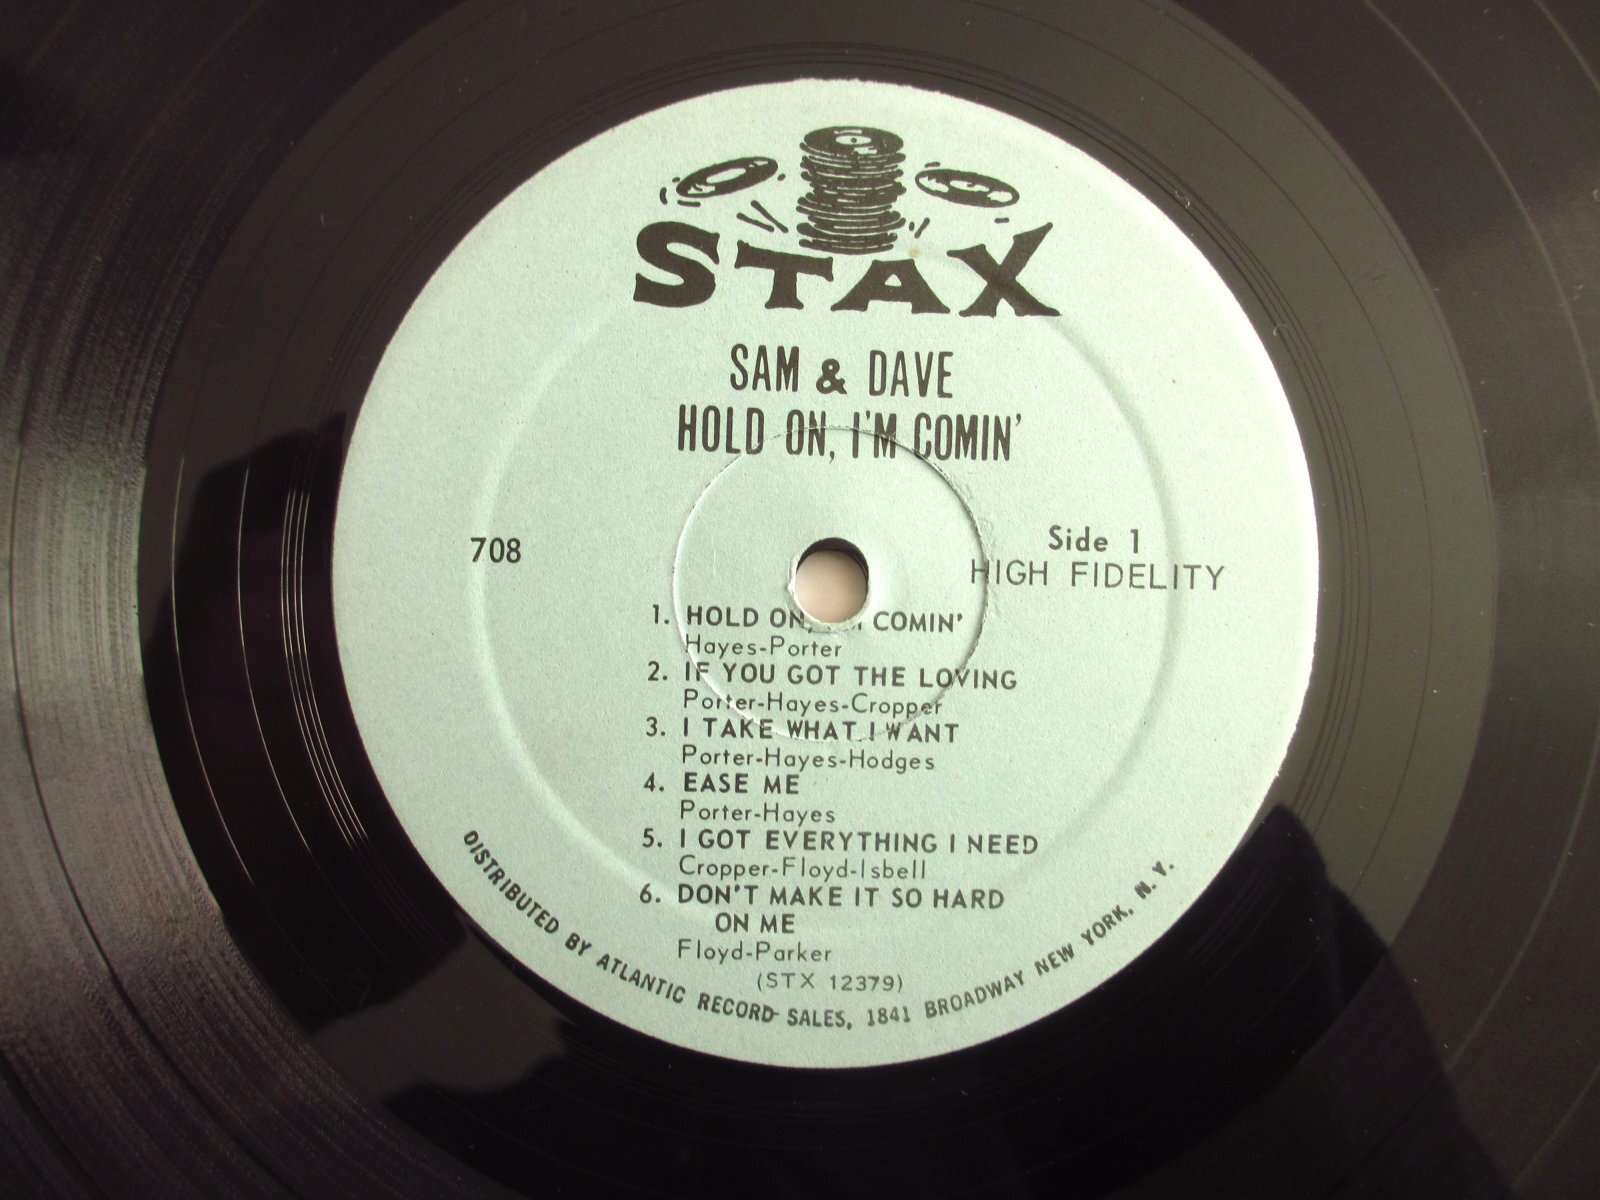 STAX
SAM & DAVE
HOLD ON, I'M COMIN'
708
Side 1
HIGH FIDELITY
1. HOLD ON, COMIN'
Hayes-Porter
2. IF YOU GOT THE LOVING
Porter-Hayes-Cropper
3. I TAKE WHAT I WANT
Porter-Hayes-Hodges
4. EASE ME
Porter-Hayes
5. I GOT EVERYTHING I NEED
Cropper-Floyd-Isbell
6. DON'T MAKE IT SO HARD
ON ME
Floyd-Parker
(STX 12379)
DISTRIBUTED BY ATLANTIC RECORD SALES, 1841 BROADWAY NEW YORK, N. Y.